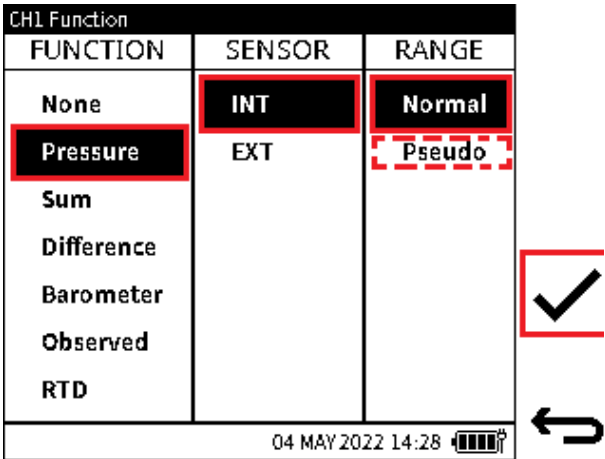 CH1 Function
FUNCTION SENSOR RANGE
None INT Normal
Pressure EXT Pseudo
Sum
Difference
Barometer
Observed
RTD
04 MAY 2022 14:28